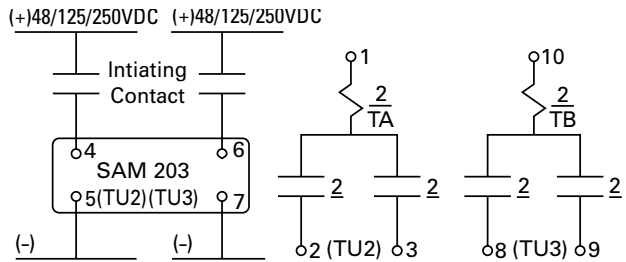 (+)48/125/250VDC (+)48/125/250VDC
Intiating
Contact
4 6
SAM 203
5(TU2)(TU3) 7
(-) (-)
1
2
TA
2 2
2 (TU2) 3
10
2
TB
2 2
8 (TU3) 9